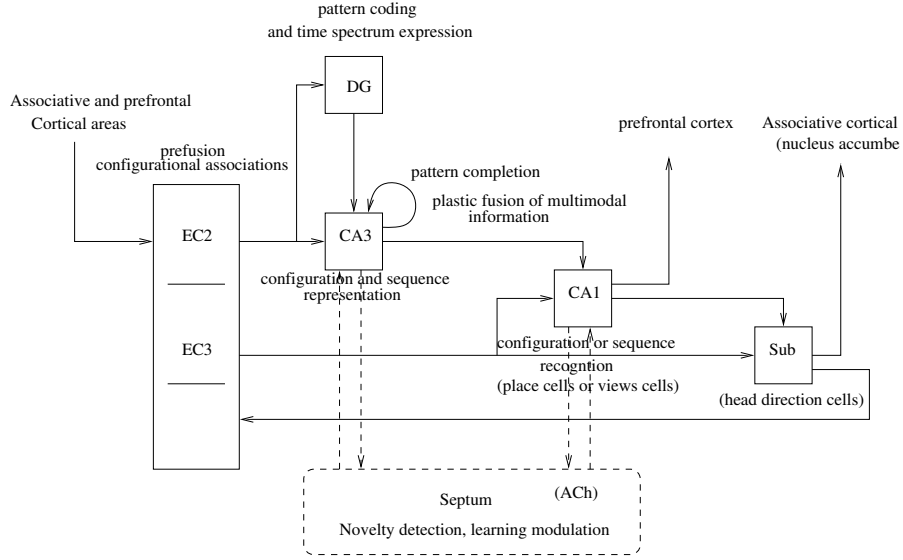 pattern coding
and time spectrum expression
DG
Associative and prefrontal
Cortical areas
prefusion
configurational associations
prefrontal cortex
Associative cortical
(nucleus accumbe
pattern completion
plastic fusion of multimodal
information
EC2
CA3
configuration and sequence
representation
CA1
EC3
configuration or sequence
recogntion
(place cells or views cells)
Sub
(head direction cells)
Septum
(ACh)
Novelty detection, learning modulation